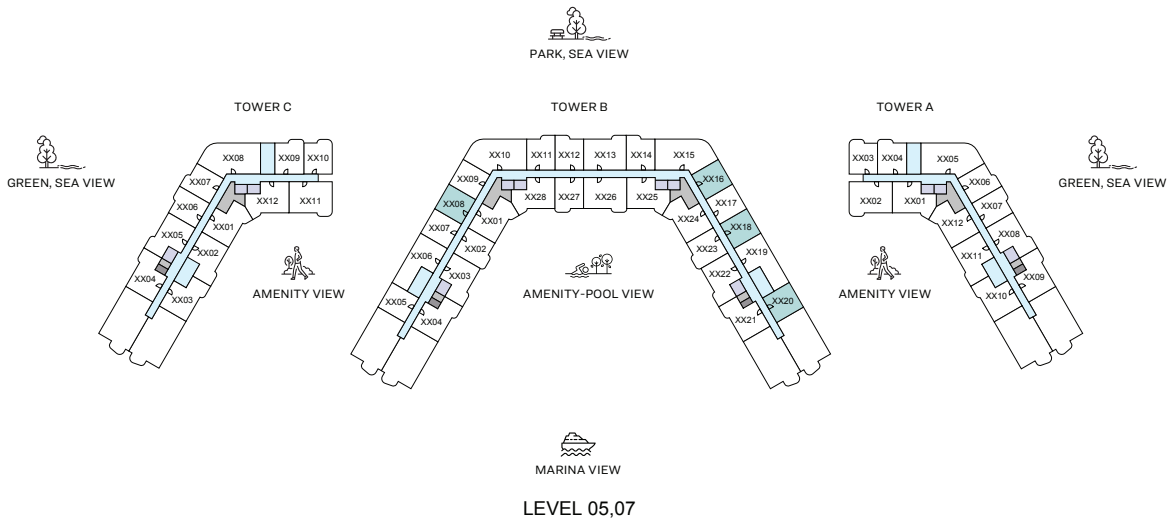 PARK, SEA VIEW
TOWER C
TOWER B
TOWER A
GREEN, SEA VIEW
GREEN, SEA VIEW
XX08
XX09
XX10
XX07
XX06
XX05
XX04
XX12
XX11
XX01
XX02
XX03
XX10
XX11
XX12
XX13
XX14
XX15
XX09
XX08
XX07
XX06
XX05
XX01
XX02
XX03
XX04
XX28
XX27
XX26
XX25
XX16
XX17
XX18
XX19
XX20
XX24
XX23
XX22
XX21
XX03
XX04
XX05
XX02
XX01
XX06
XX07
XX08
XX09
XX12
XX11
XX10
AMENITY VIEW
AMENITY-POOL VIEW
AMENITY VIEW
MARINA VIEW
LEVEL 05,07